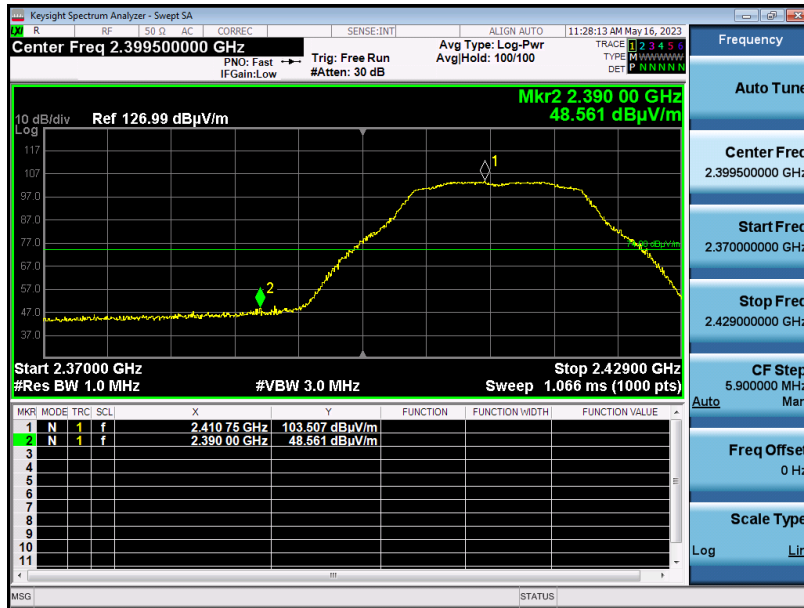 Keysight Spectrum Analyzer - Swept SA
LXI R RF 50 Ω AC CORREC SENSE:INT ALIGN AUTO 11:28:13 AM May 16, 2023
Center Freq 2.399500000 GHz
PNO: Fast
IFGain:Low
Trig: Free Run
#Atten: 30 dB
Avg Type: Log-Pwr
Avg|Hold: 100/100
TRACE 1 2 3 4 5 6
TYPE M WWWWW
DET P N N N N N
Mkr2 2.390 00 GHz
48.561 dBµV/m
10 dB/div Ref 126.99 dBµV/m
Log
117
107
97.0
87.0
77.0
67.0
57.0
47.0
37.0
1
2
Start 2.37000 GHz Stop 2.42900 GHz
#Res BW 1.0 MHz #VBW 3.0 MHz Sweep 1.066 ms (1000 pts)
MKR MODE TRC SCL X Y FUNCTION FUNCTION WIDTH FUNCTION VALUE
1 N 1 f 2.410 75 GHz 103.507 dBµV/m
2 N 1 f 2.390 00 GHz 48.561 dBµV/m
3
4
5
6
7
8
9
10
11
MSG STATUS
Frequency
Auto Tune
Center Freq
2.399500000 GHz
Start Freq
2.370000000 GHz
Stop Freq
2.429000000 GHz
CF Step
5.900000 MHz
Auto Man
Freq Offset
0 Hz
Scale Type
Log Lin